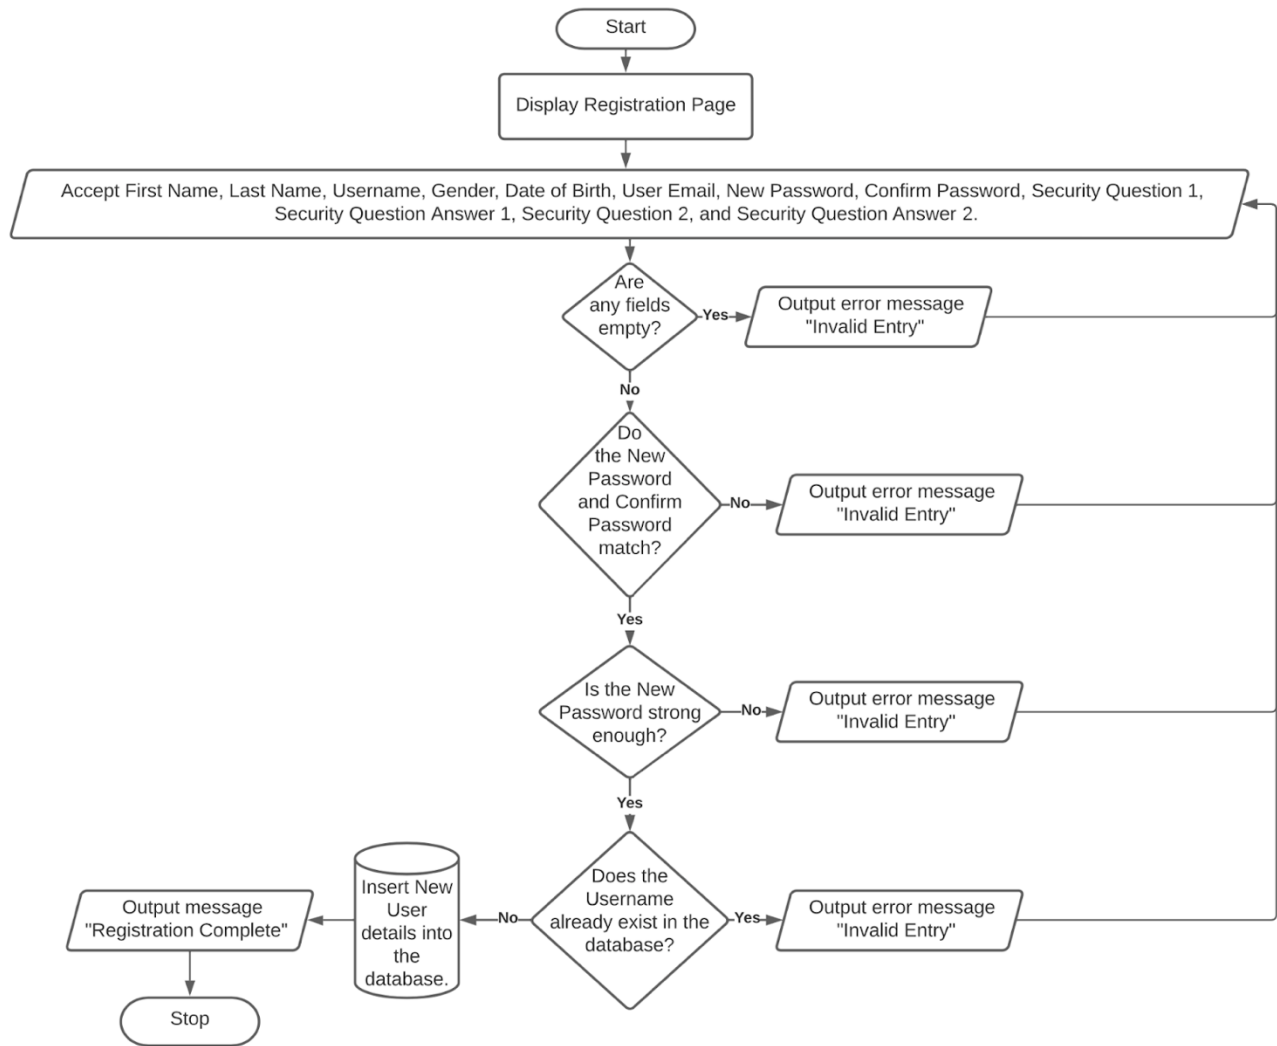 Start
Display Registration Page
Accept First Name, Last Name, Username, Gender, Date of Birth, User Email, New Password, Confirm Password, Security Question 1,
Security Question Answer 1, Security Question 2, and Security Question Answer 2.
Are
any fields
empty?
Yes
Output error message
"Invalid Entry"
No
Do
the New
Password
and Confirm
Password
match?
No
Output error message
"Invalid Entry"
Yes
Is the New
Password strong
enough?
No
Output error message
"Invalid Entry"
Yes
Does the
Username
already exist in the
database?
Yes
Output error message
"Invalid Entry"
No
Insert New
User
details into
the
database.
Output message
"Registration Complete"
Stop